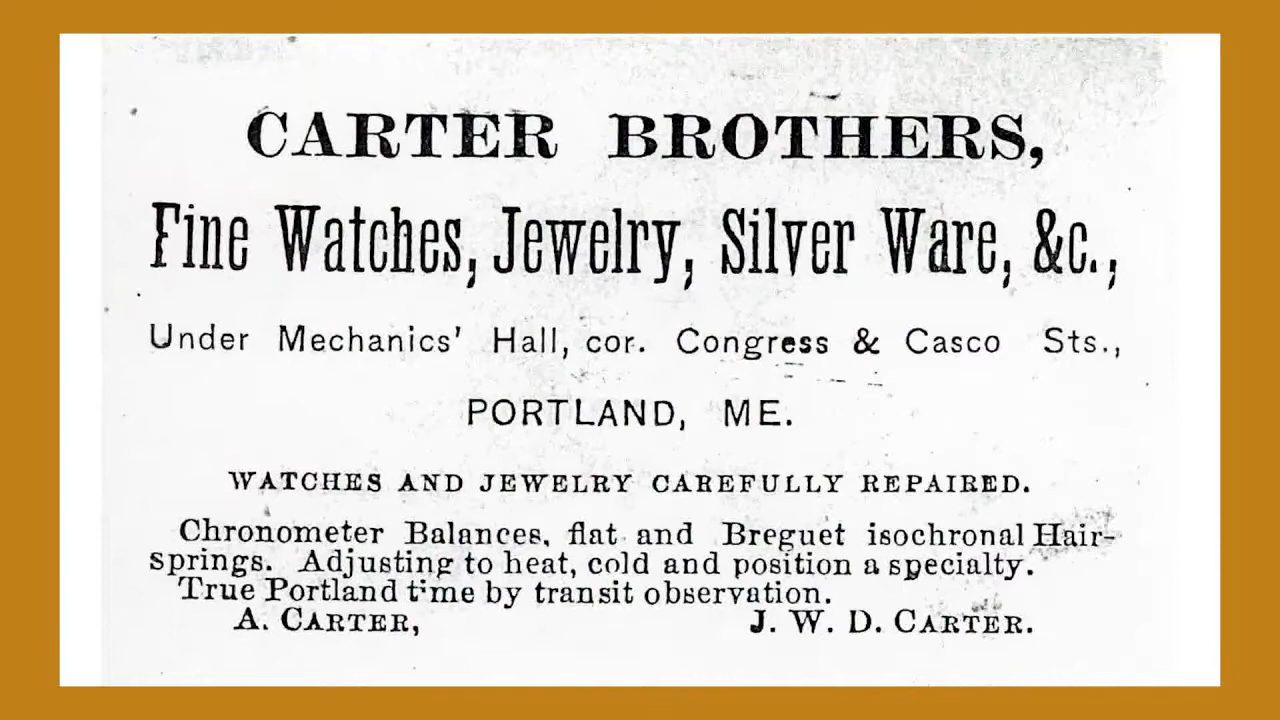 CARTER BROTHERS,
Fine Watches, Jewelry, Silver Ware, &c.,
Under Mechanics' Hall, cor. Congress & Casco Sts.,
PORTLAND, ME.
WATCHES AND JEWELRY CAREFULLY REPAIRED.
Chronometer Balances, flat and Breguet isochronal Hair-
springs. Adjusting to heat, cold and position a specialty.
True Portland time by transit observation.
A. CARTER, J. W. D. CARTER.